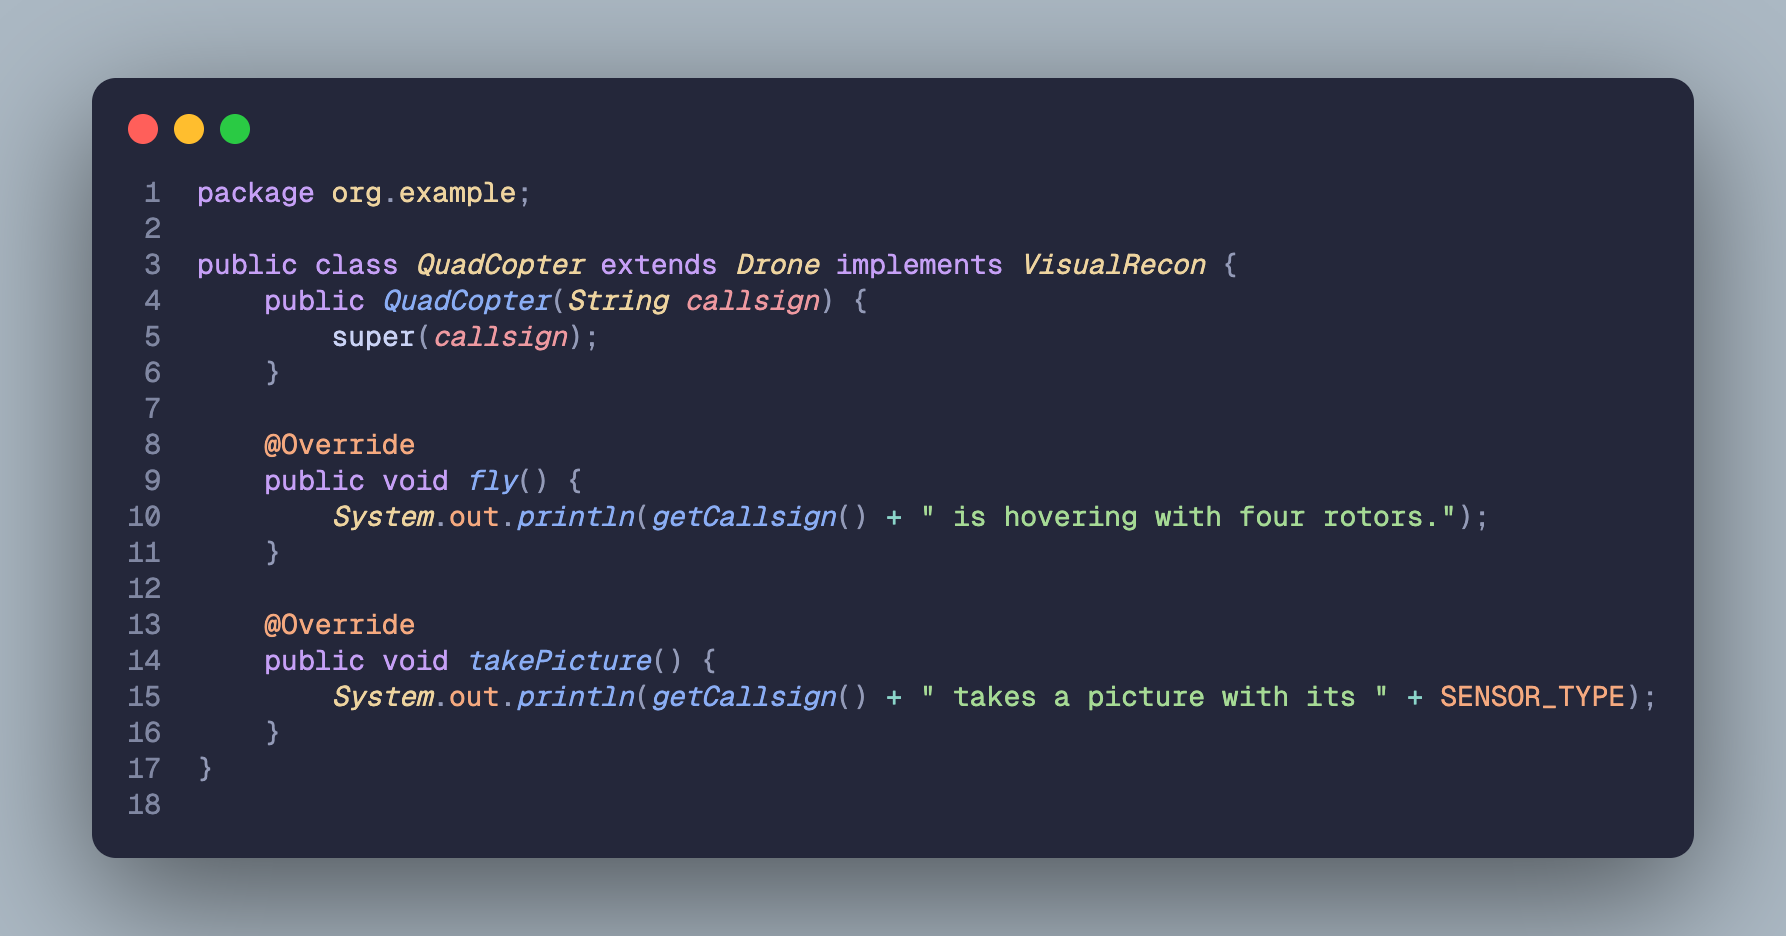 1 package org.example;
2
3 public class QuadCopter extends Drone implements VisualRecon {
4     public QuadCopter(String callsign) {
5         super(callsign);
6     }
7
8     @Override
9     public void fly() {
10         System.out.println(getCallsign() + " is hovering with four rotors.");
11     }
12
13     @Override
14     public void takePicture() {
15         System.out.println(getCallsign() + " takes a picture with its " + SENSOR_TYPE);
16     }
17 }
18